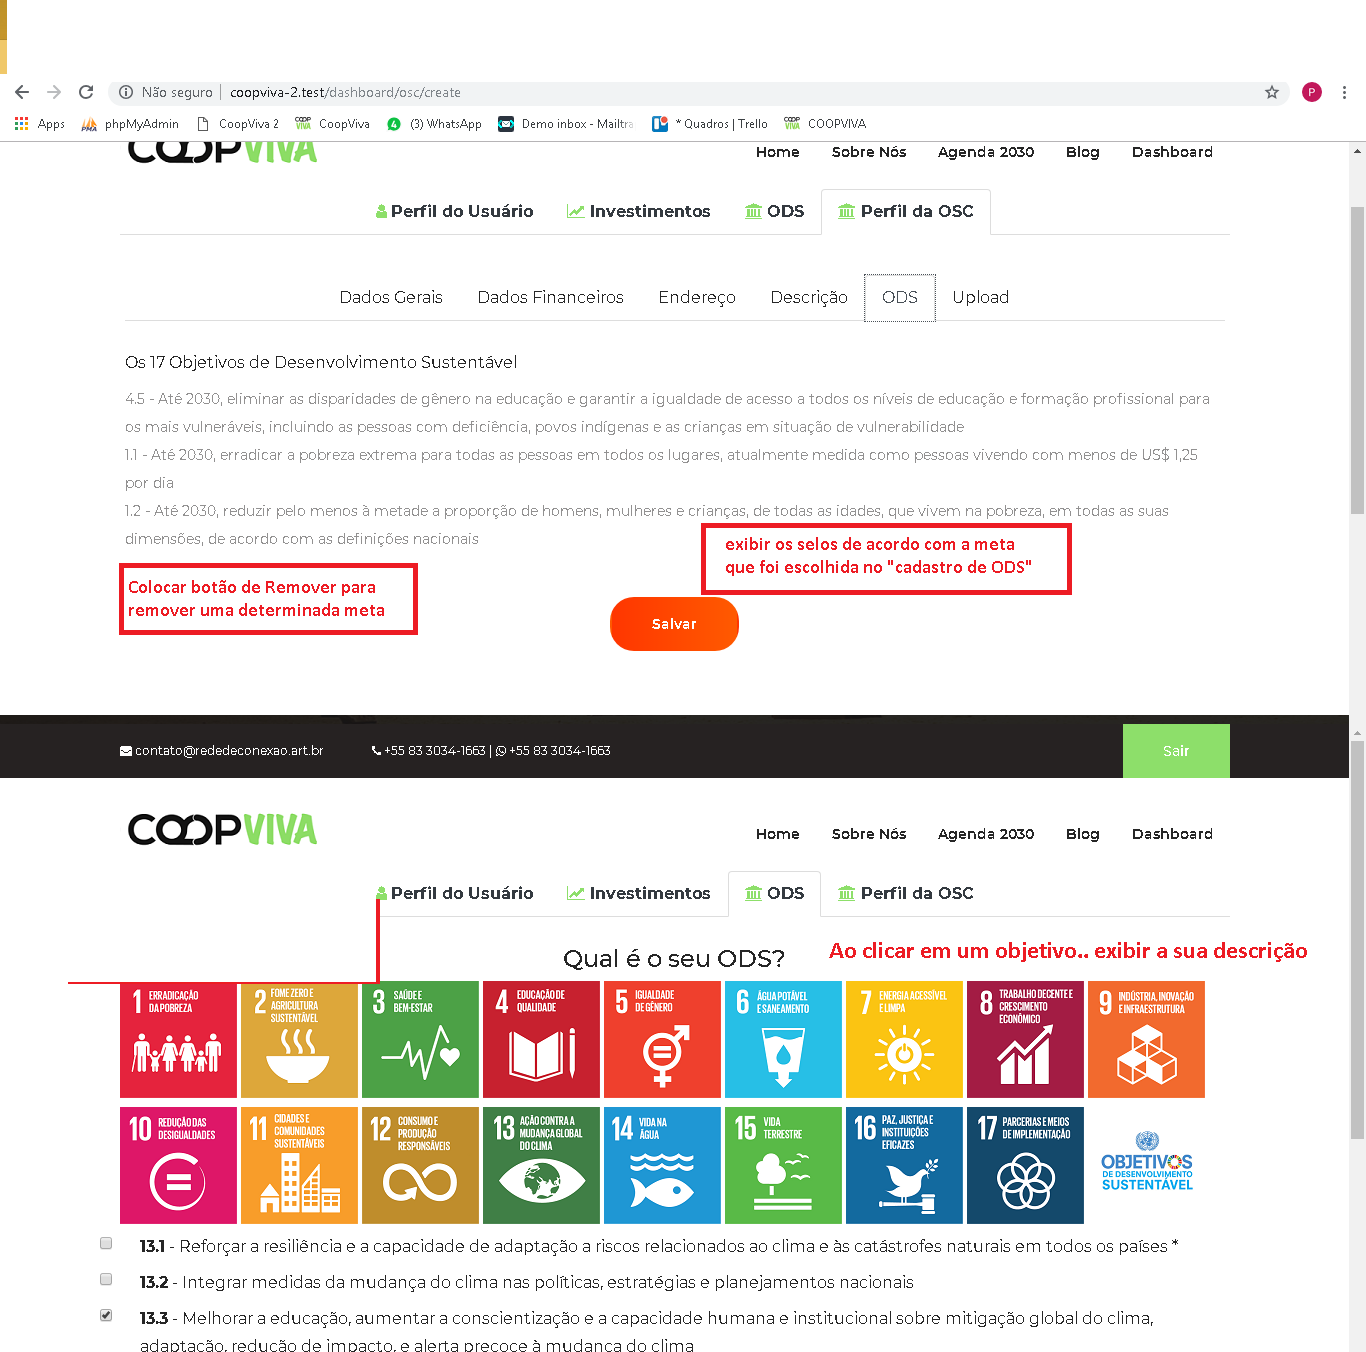 Não seguro | coopviva-2.test/dashboard/osc/create
P
Apps phpMyAdmin CoopViva 2 CoopViva (3) WhatsApp Demo inbox - Mailtra * Quadros | Trello COOPVIVA
COOPVIVA
Home Sobre Nós Agenda 2030 Blog Dashboard
Perfil do Usuário Investimentos ODS Perfil da OSC
Dados Gerais Dados Financeiros Endereço Descrição ODS Upload
Os 17 Objetivos de Desenvolvimento Sustentável
4.5 - Até 2030, eliminar as disparidades de gênero na educação e garantir a igualdade de acesso a todos os níveis de educação e formação profissional para
os mais vulneráveis, incluindo as pessoas com deficiência, povos indígenas e as crianças em situação de vulnerabilidade
1.1 - Até 2030, erradicar a pobreza extrema para todas as pessoas em todos os lugares, atualmente medida como pessoas vivendo com menos de US$ 1,25
por dia
1.2 - Até 2030, reduzir pelo menos à metade a proporção de homens, mulheres e crianças, de todas as idades, que vivem na pobreza, em todas as suas
dimensões, de acordo com as definições nacionais
exibir os selos de acordo com a meta
que foi escolhida no "cadastro de ODS"
Colocar botão de Remover para
remover uma determinada meta
Salvar
contato@rededeconexao.art.br +55 83 3034-1663 | +55 83 3034-1663 Sair
COOPVIVA
Home Sobre Nós Agenda 2030 Blog Dashboard
Perfil do Usuário Investimentos ODS Perfil da OSC
Qual é o seu ODS?
Ao clicar em um objetivo.. exibir a sua descrição
1 ERRADICAÇÃO
DA POBREZA
2 FOME ZERO E
AGRICULTURA
SUSTENTÁVEL
3 SAÚDE E
BEM-ESTAR
4 EDUCAÇÃO DE
QUALIDADE
5 IGUALDADE
DE GÊNERO
6 ÁGUA POTÁVEL
E SANEAMENTO
7 ENERGIA ACESSÍVEL
E LIMPA
8 TRABALHO DECENTE E
CRESCIMENTO
ECONÔMICO
9 INDÚSTRIA, INOVAÇÃO
E INFRAESTRUTURA
10 REDUÇÃO DAS
DESIGUALDADES
11 CIDADES E
COMUNIDADES
SUSTENTÁVEIS
12 CONSUMO E
PRODUÇÃO
RESPONSÁVEIS
13 AÇÃO CONTRA A
MUDANÇA GLOBAL
DO CLIMA
14 VIDA NA
ÁGUA
15 VIDA
TERRESTRE
16 PAZ, JUSTIÇA E
INSTITUIÇÕES
EFICAZES
17 PARCERIAS E MEIOS
DE IMPLEMENTAÇÃO
OBJETIVOS
DE DESENVOLVIMENTO
SUSTENTÁVEL
13.1 - Reforçar a resiliência e a capacidade de adaptação a riscos relacionados ao clima e às catástrofes naturais em todos os países *
13.2 - Integrar medidas da mudança do clima nas políticas, estratégias e planejamentos nacionais
13.3 - Melhorar a educação, aumentar a conscientização e a capacidade humana e institucional sobre mitigação global do clima,
adaptação, redução de impacto, e alerta precoce à mudança do clima